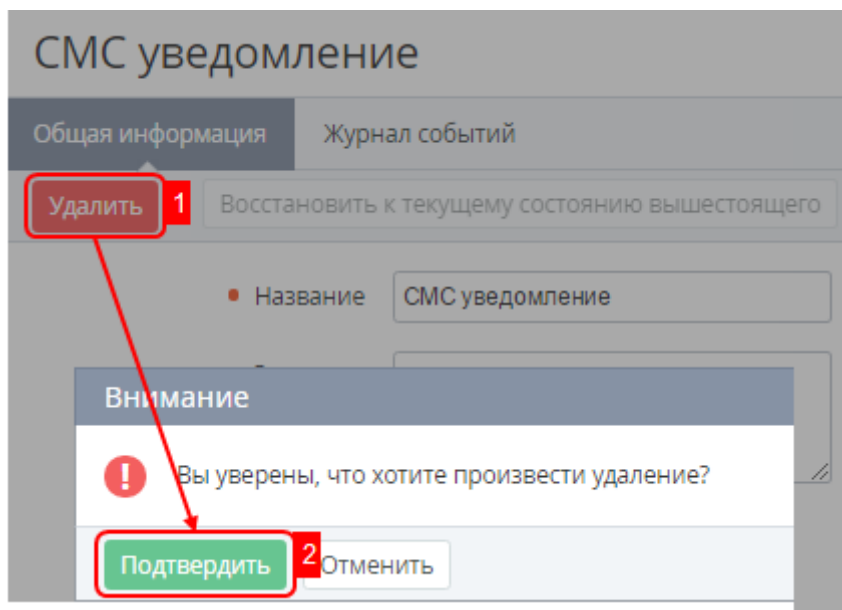 СМС уведомление
Общая информация Журнал событий
Удалить 1 Восстановить к текущему состоянию вышестоящего
Название СМС уведомление
Внимание
Вы уверены, что хотите произвести удаление?
Подтвердить 2 Отменить